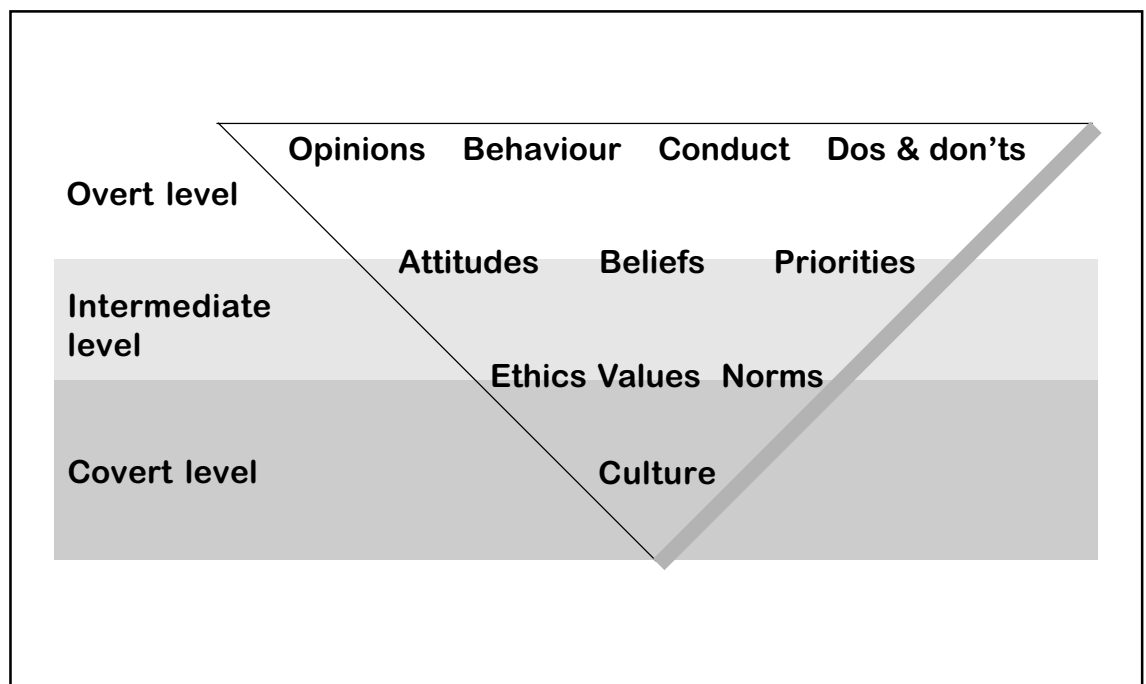 Opinions Behaviour Conduct Dos & don'ts
Overt level
Attitudes Beliefs Priorities
Intermediate
level
Ethics Values Norms
Covert level Culture